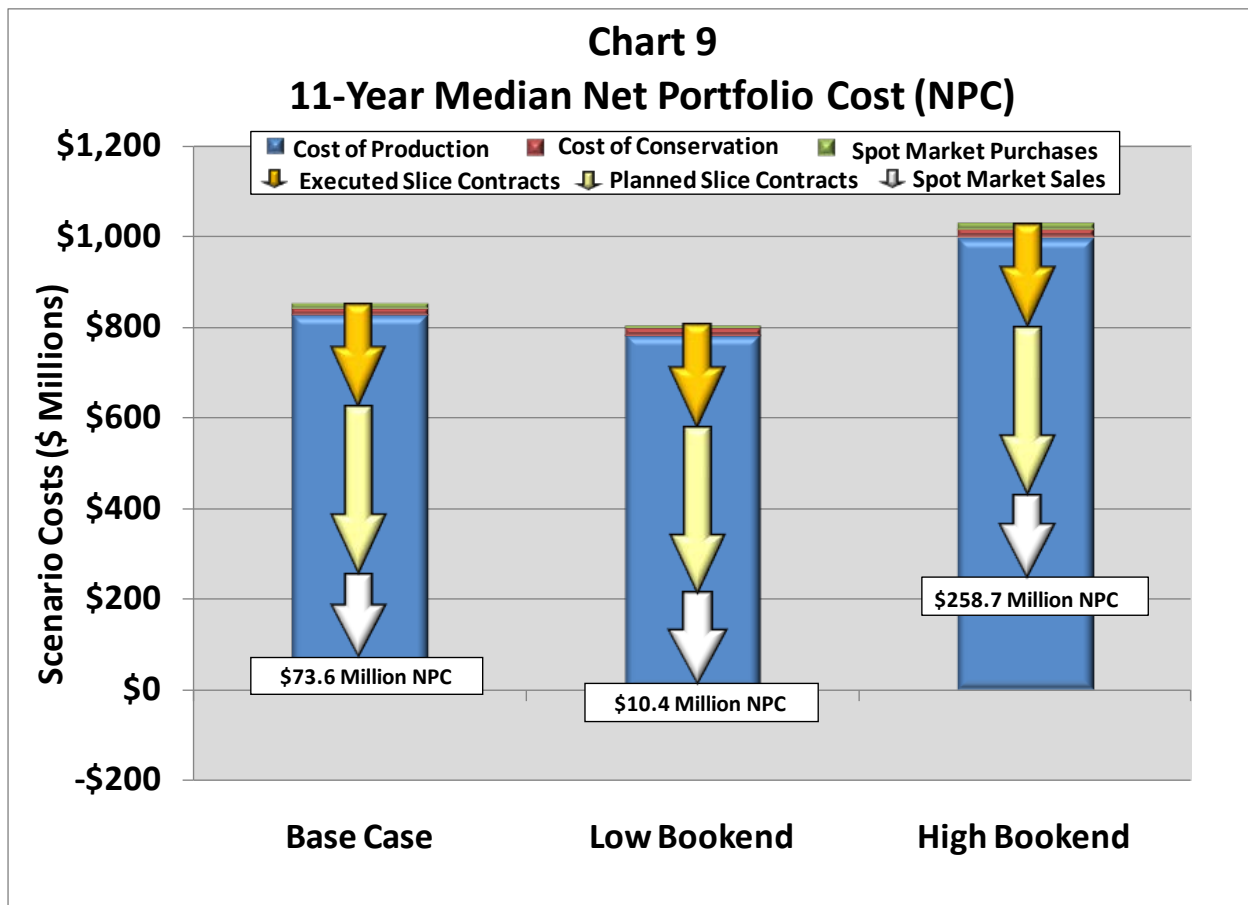 Chart 9
11-Year Median Net Portfolio Cost (NPC)
Cost of Production Cost of Conservation Spot Market Purchases
Executed Slice Contracts Planned Slice Contracts Spot Market Sales
Scenario Costs ($ Millions)
$1,200
$1,000
$800
$600
$400
$200
$0
-$200
$73.6 Million NPC
$10.4 Million NPC
$258.7 Million NPC
Base Case Low Bookend High Bookend